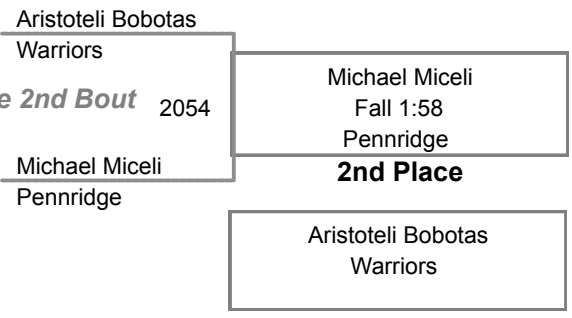 Aristoteli Bobotas
Warriors
e 2nd Bout 2054
Michael Miceli
Pennridge
Michael Miceli
Fall 1:58
Pennridge
2nd Place
Aristoteli Bobotas
Warriors